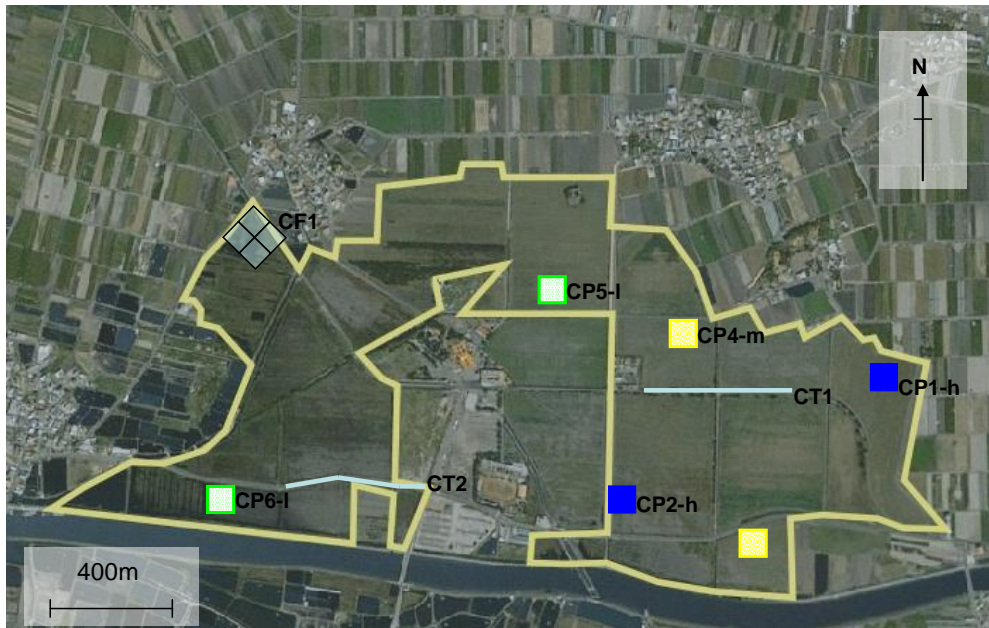 N
CF1
CP5-l
CP4-m
CP1-h
CT1
CT2
CP6-l
CP2-h
400m